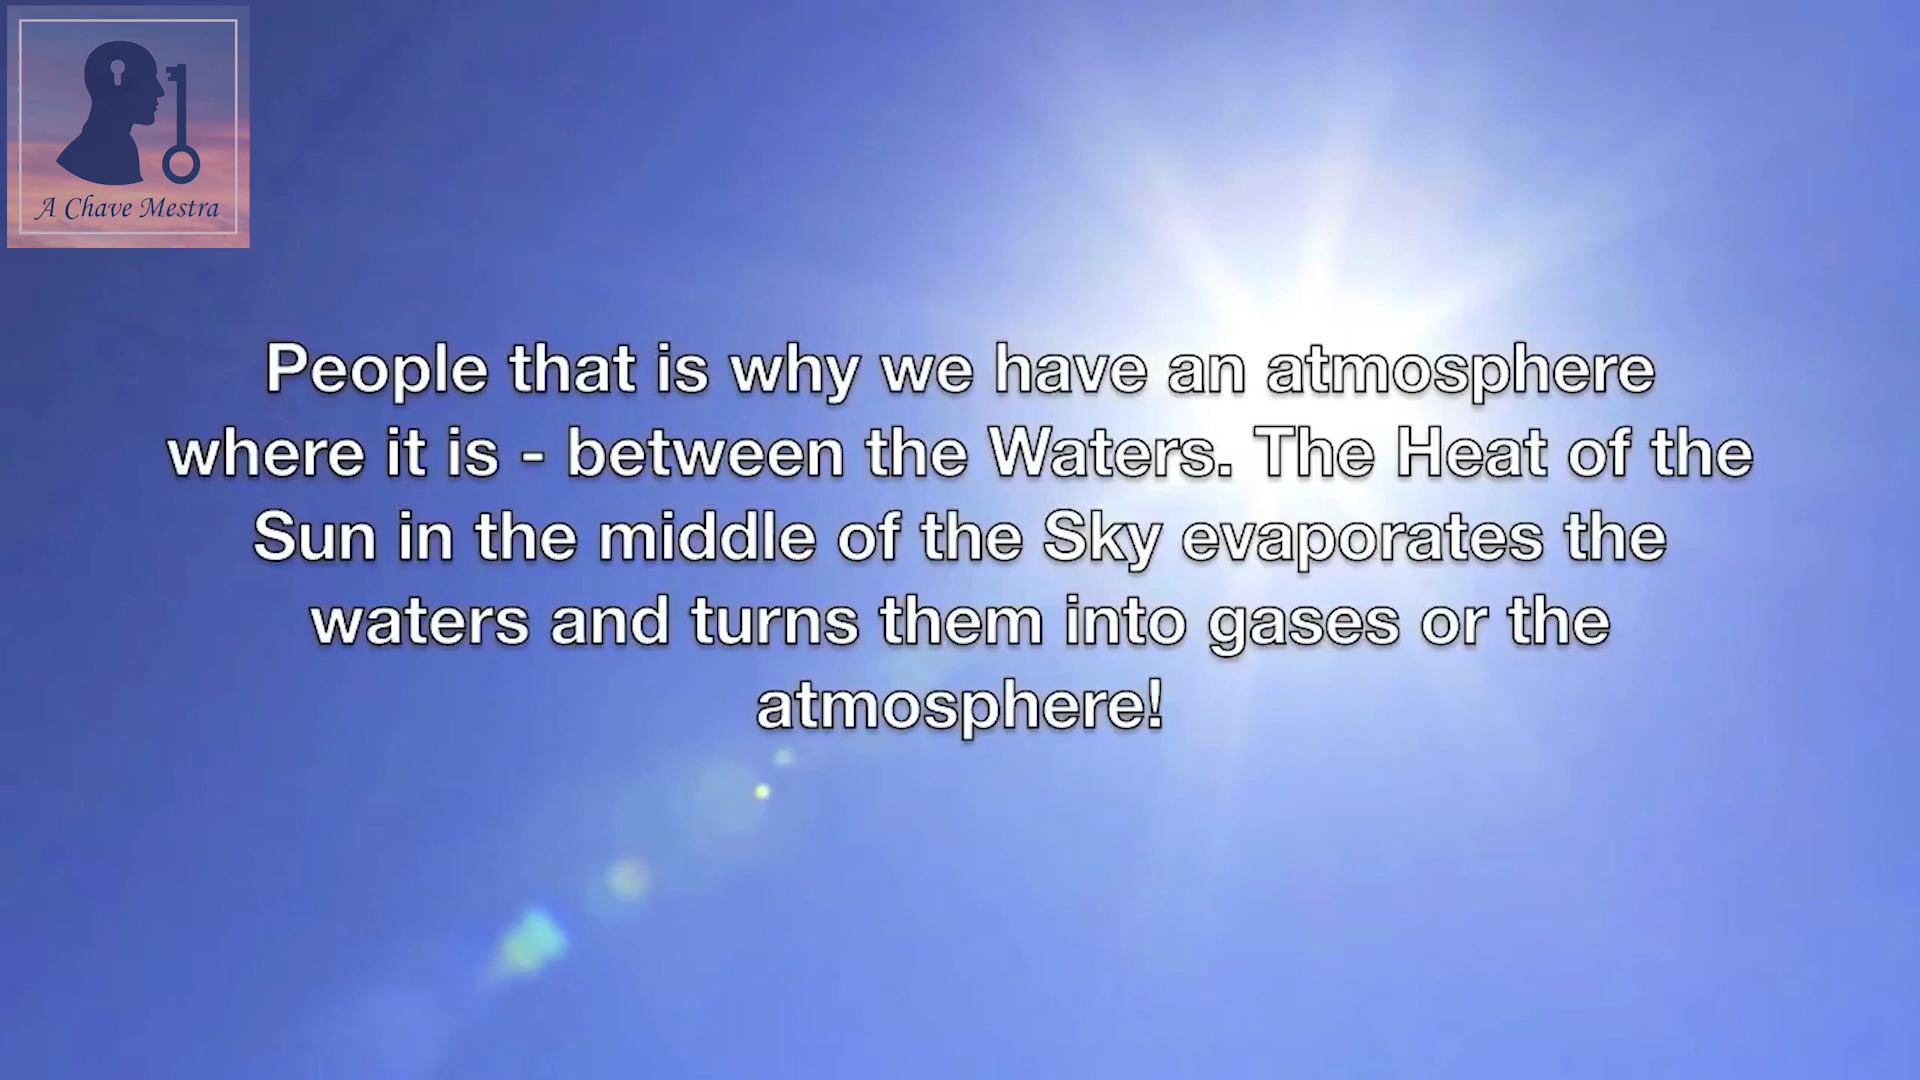 A Chave Mestra
People that is why we have an atmosphere
where it is - between the Waters. The Heat of the
Sun in the middle of the Sky evaporates the
waters and turns them into gases or the
atmosphere!